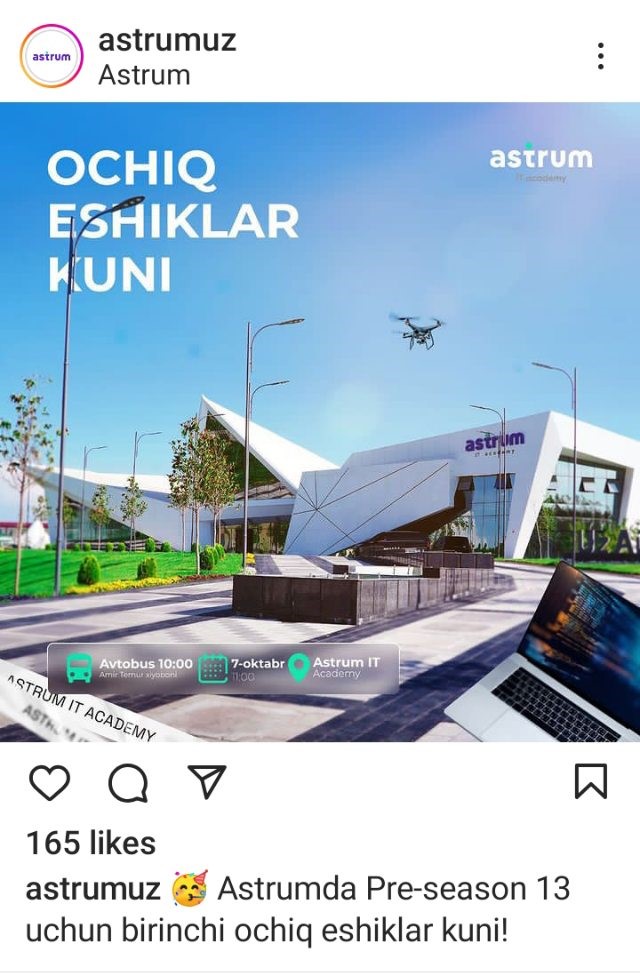 astrum
astrumuz
Astrum
OCHIQ
ESHIKLAR
KUNI
astrum
IT academy
astrum
IT academy
Avtobus 10:00
Amir Temur xiyoboni
7-oktabr
11:00
Astrum IT
Academy
ASTRUM IT ACADEMY
165 likes
astrumuz 🥳 Astrumda Pre-season 13
uchun birinchi ochiq eshiklar kuni!